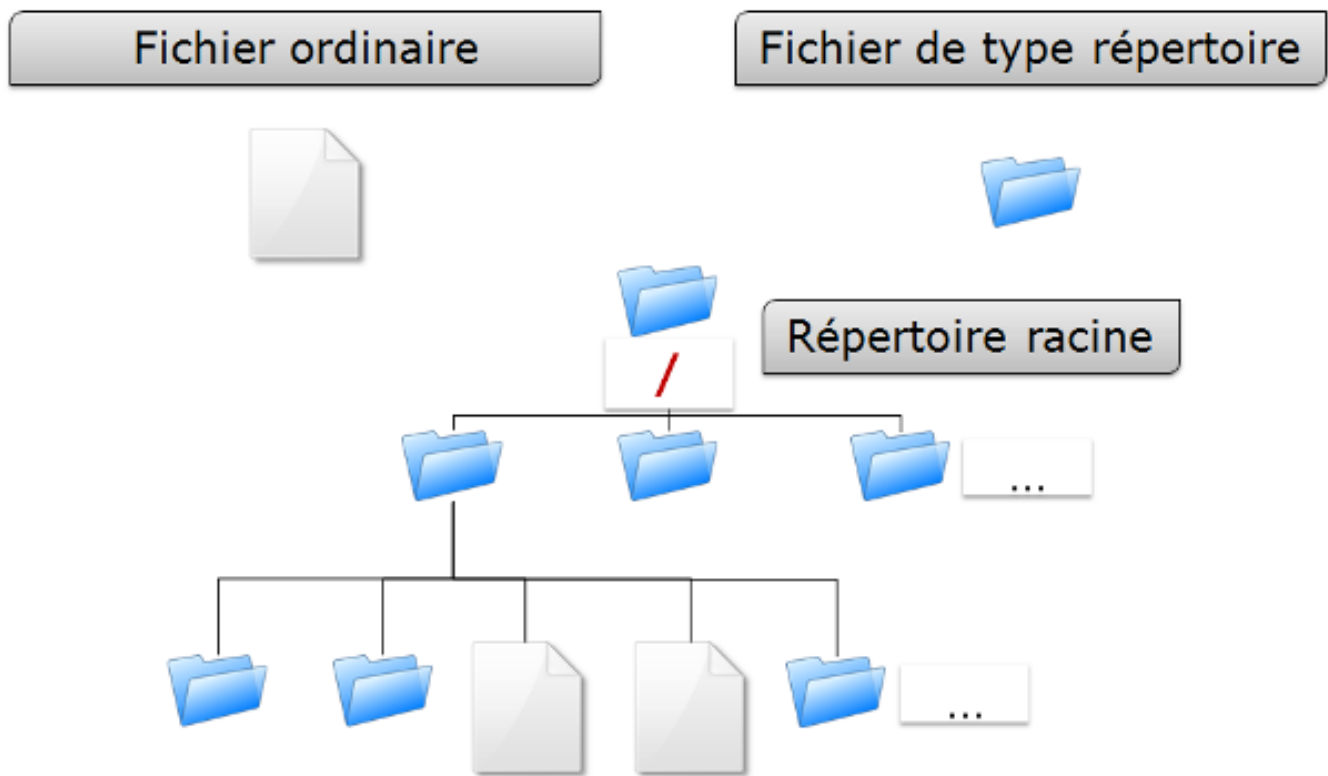 Fichier ordinaire
Fichier de type répertoire
Répertoire racine
/
...
...